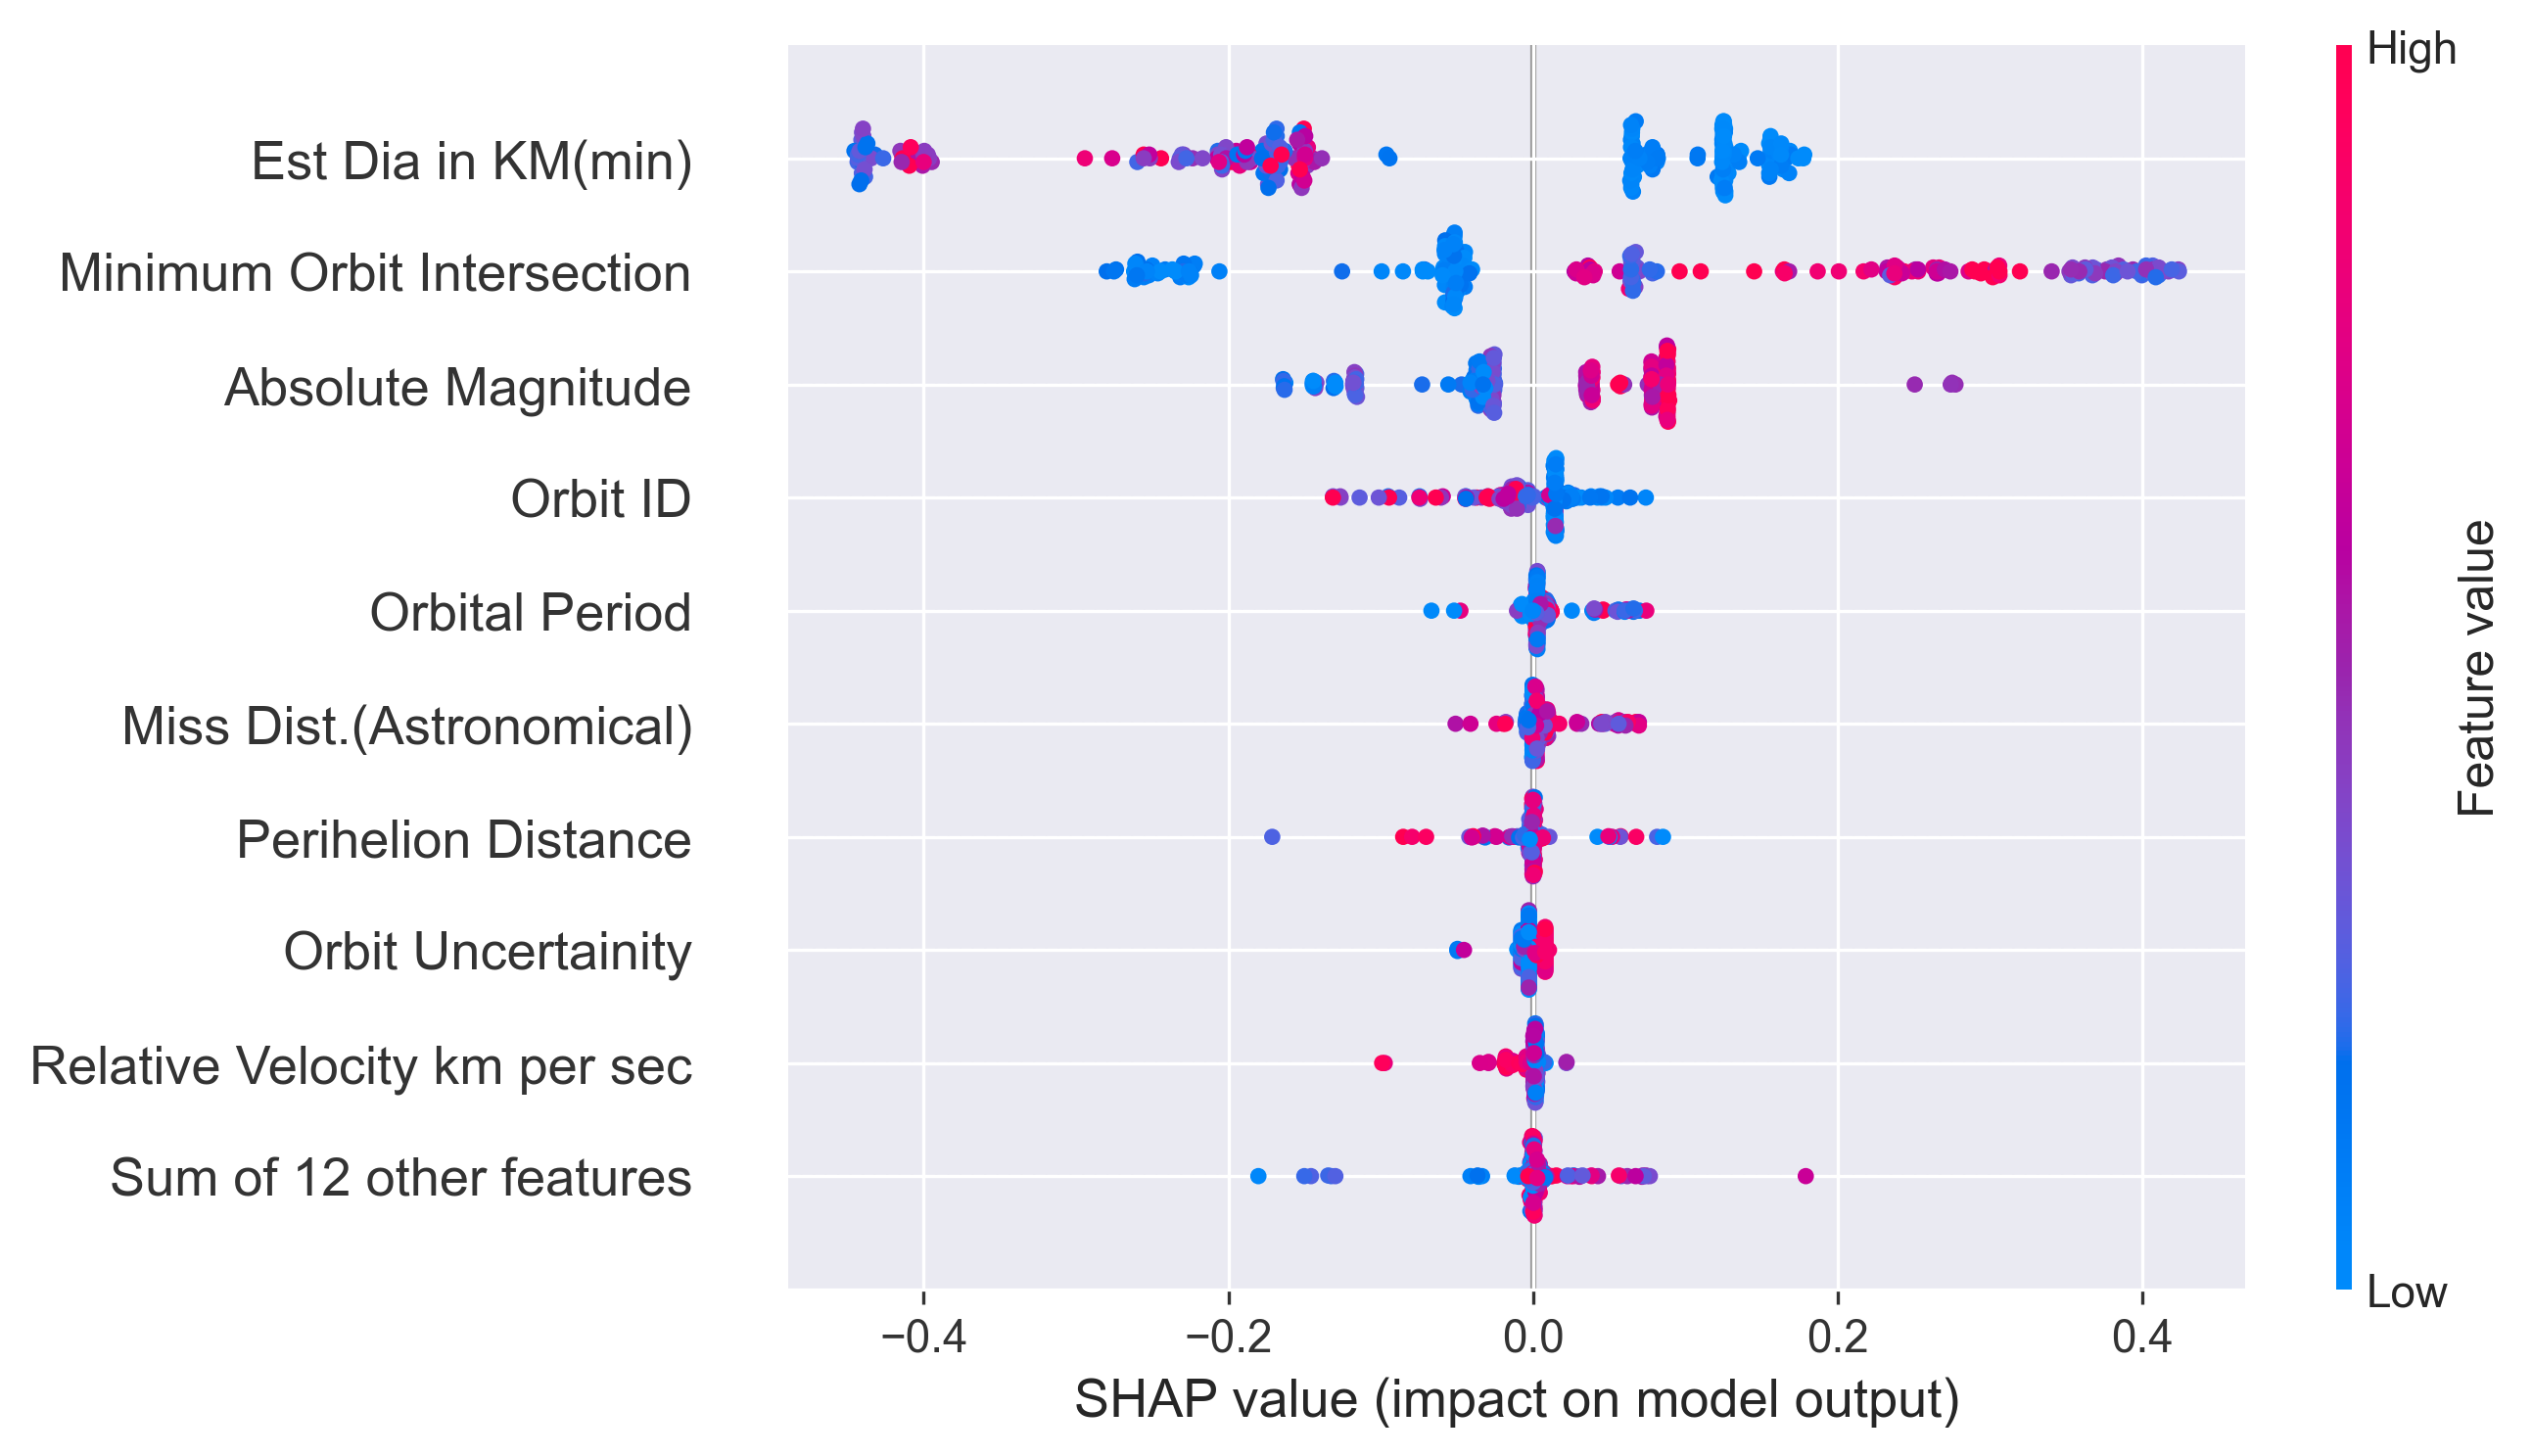 High
Est Dia in KM(min)
Minimum Orbit Intersection
Absolute Magnitude
Orbit ID
Orbital Period
Miss Dist.(Astronomical)
Perihelion Distance
Orbit Uncertainity
Relative Velocity km per sec
Sum of 12 other features
Feature value
Low
−0.4 −0.2 0.0 0.2 0.4
SHAP value (impact on model output)